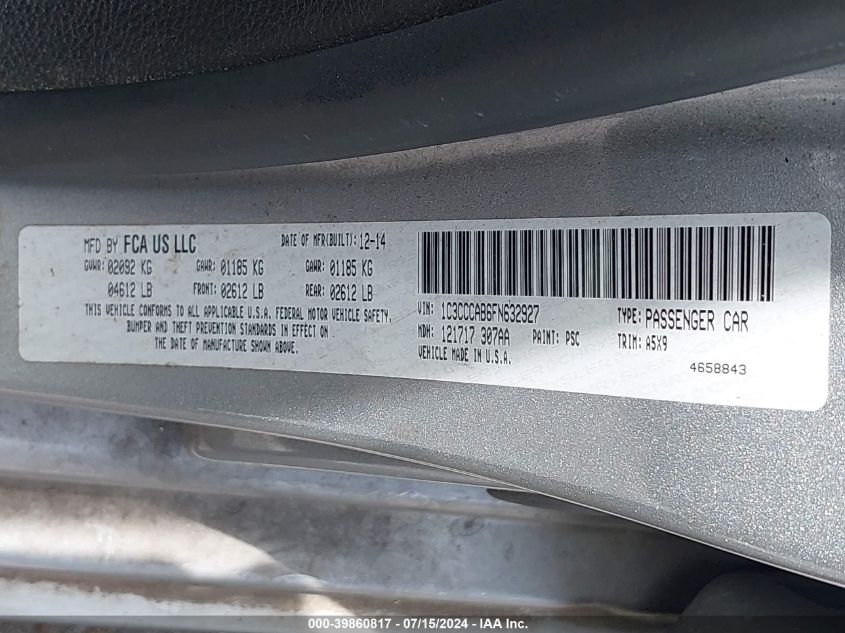 MFD BY FCA US LLC DATE OF MFR(BUILT): 12-14
GVWR: 02092 KG GAWR: 01185 KG GAWR: 01185 KG
04612 LB FRONT: 02612 LB REAR: 02612 LB
THIS VEHICLE CONFORMS TO ALL APPLICABLE U.S.A. FEDERAL MOTOR VEHICLE SAFETY,
BUMPER AND THEFT PREVENTION STANDARDS IN EFFECT ON
THE DATE OF MANUFACTURE SHOWN ABOVE.
VIN: 1C3CCCAB6FN632927 TYPE: PASSENGER CAR
MDH: 121717 307AA PAINT: PSC TRIM: A5X9
VEHICLE MADE IN U.S.A.
4658843
000-39860817 - 07/15/2024 - IAA Inc.